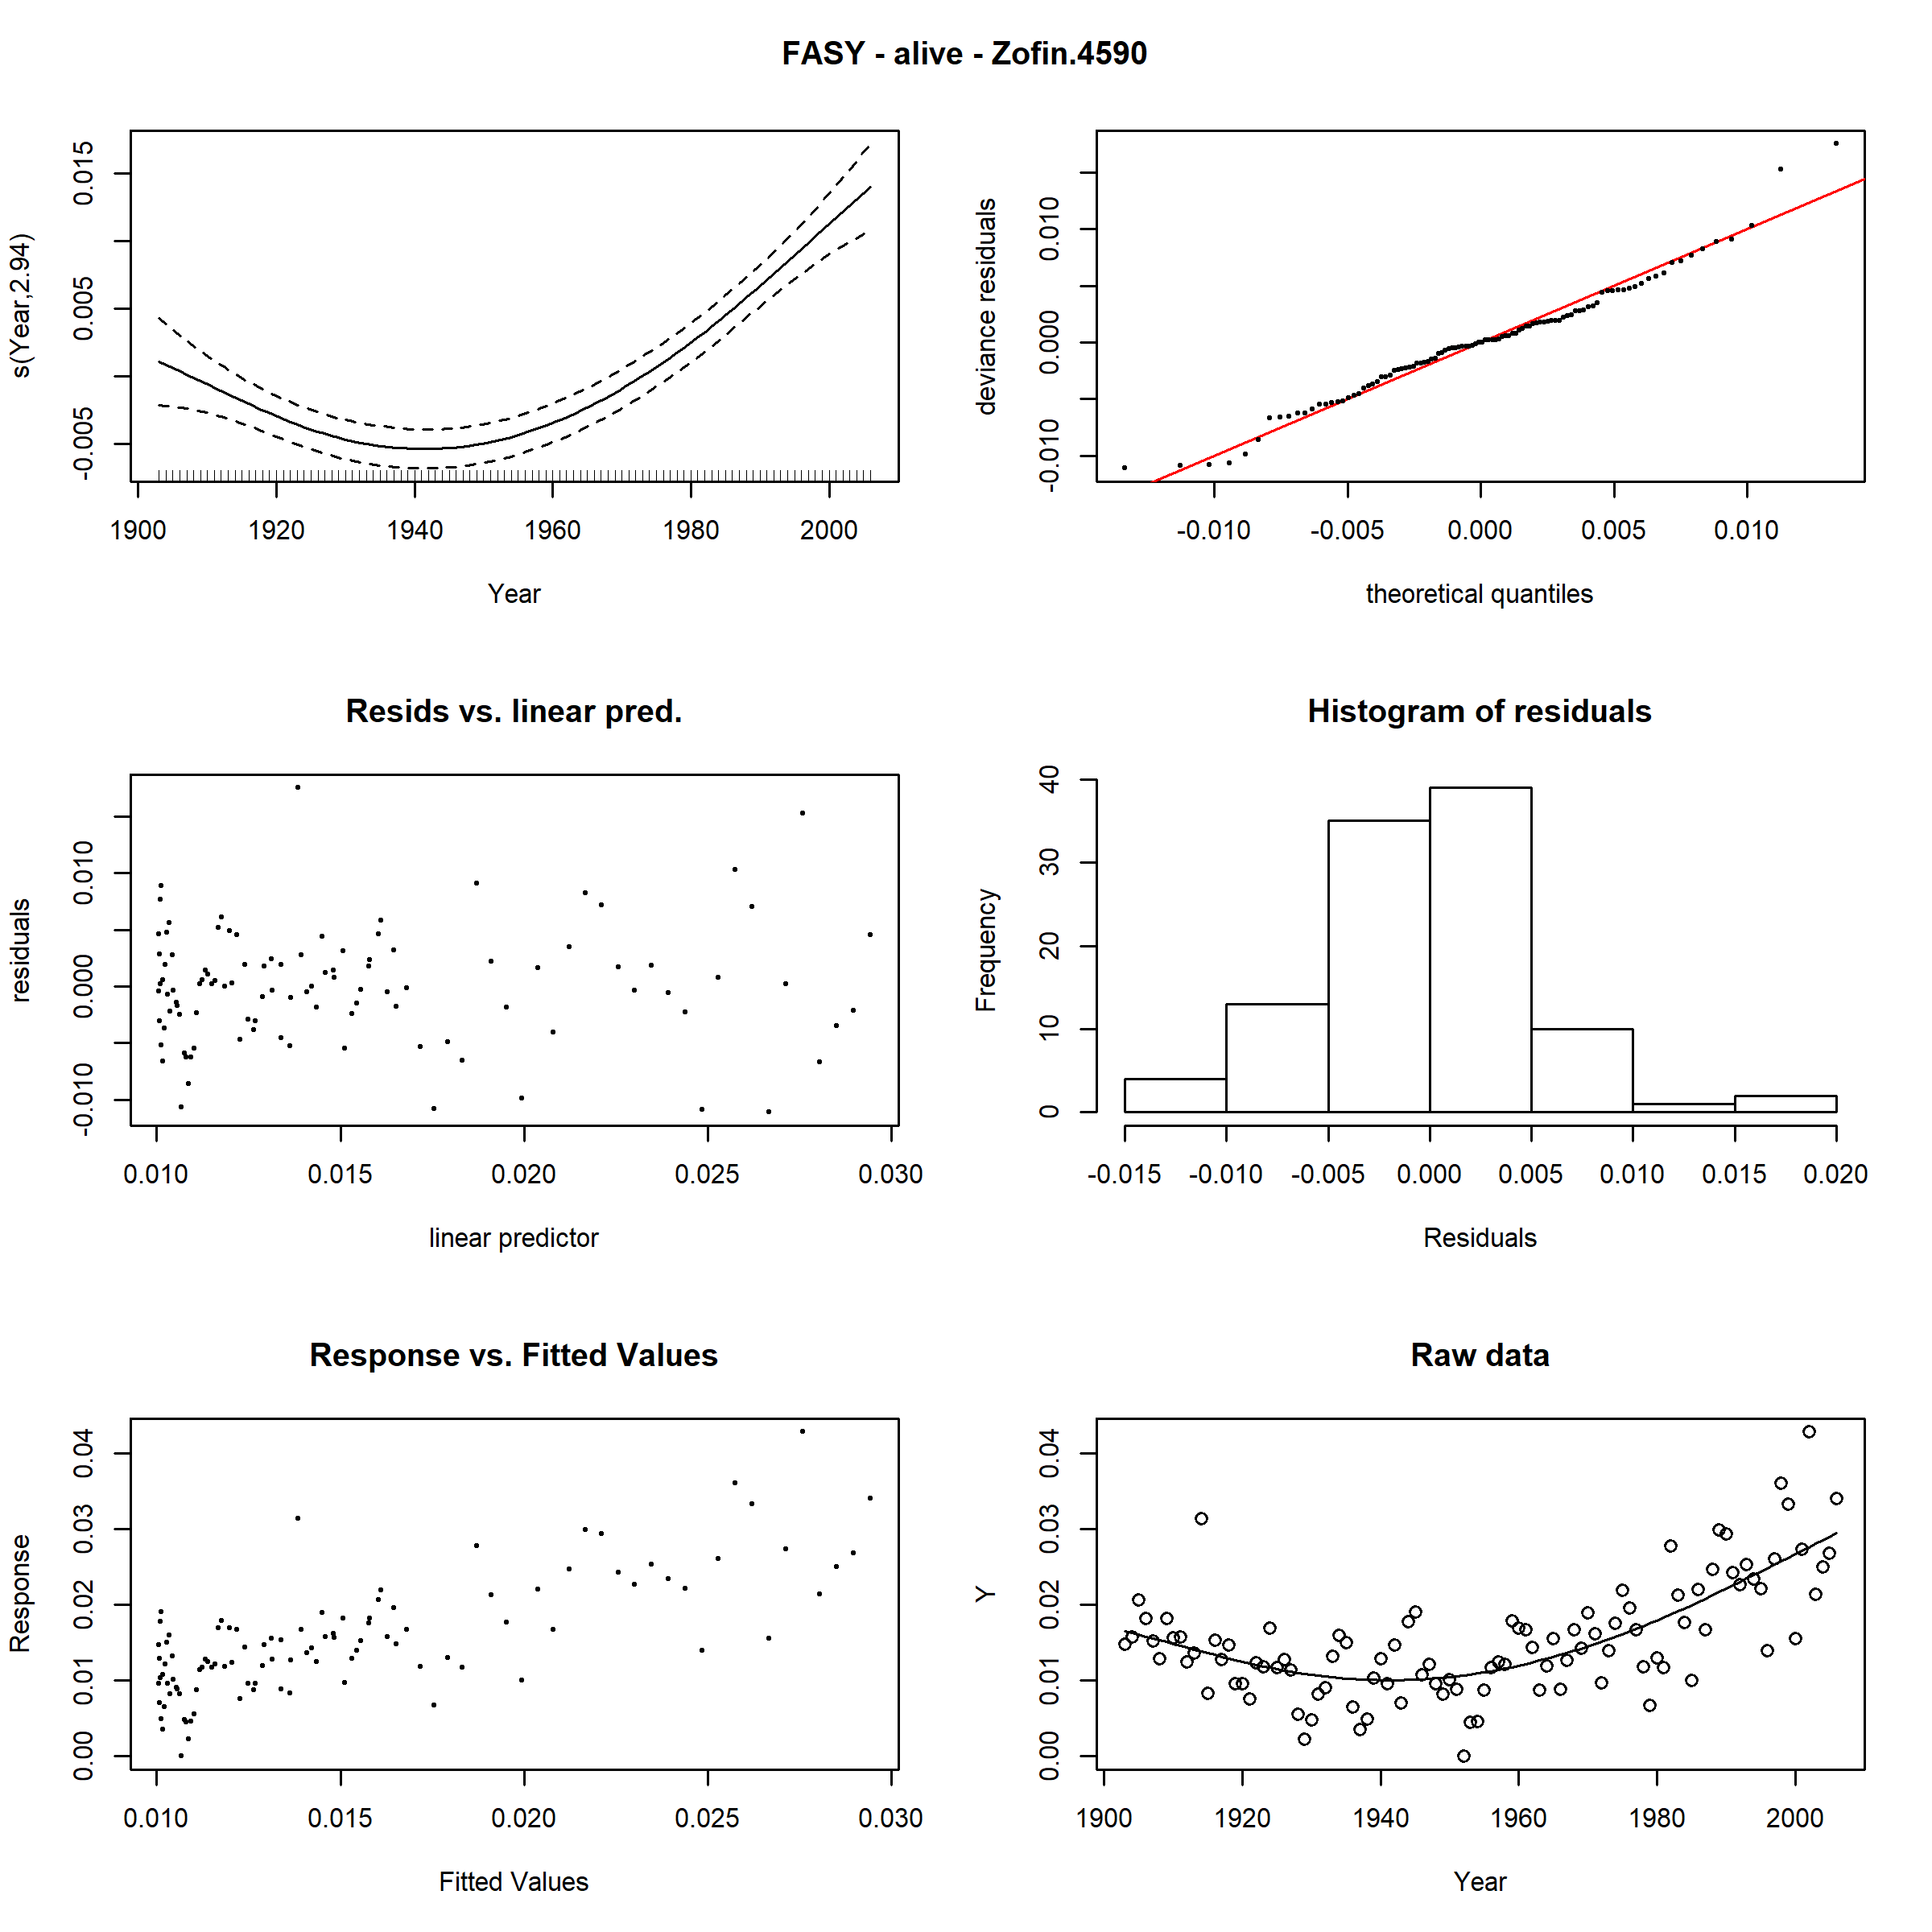 FASY - alive - Zofin.4590
s(Year,2.94)
-0.005 0.005 0.015
1900 1920 1940 1960 1980 2000
Year
deviance residuals
-0.010 0.000 0.010
-0.010 -0.005 0.000 0.005 0.010
theoretical quantiles
Resids vs. linear pred.
residuals
-0.010 0.000 0.010
0.010 0.015 0.020 0.025 0.030
linear predictor
Histogram of residuals
Frequency
0 10 20 30 40
-0.015 -0.010 -0.005 0.000 0.005 0.010 0.015 0.020
Residuals
Response vs. Fitted Values
Response
0.00 0.01 0.02 0.03 0.04
0.010 0.015 0.020 0.025 0.030
Fitted Values
Raw data
Y
0.00 0.01 0.02 0.03 0.04
1900 1920 1940 1960 1980 2000
Year